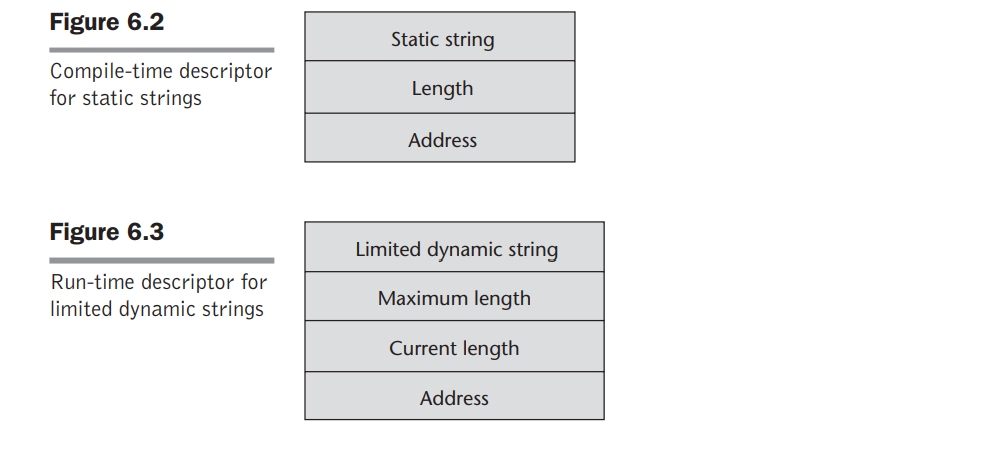 Figure 6.2
Compile-time descriptor
for static strings
Static string
Length
Address
Figure 6.3
Run-time descriptor for
limited dynamic strings
Limited dynamic string
Maximum length
Current length
Address